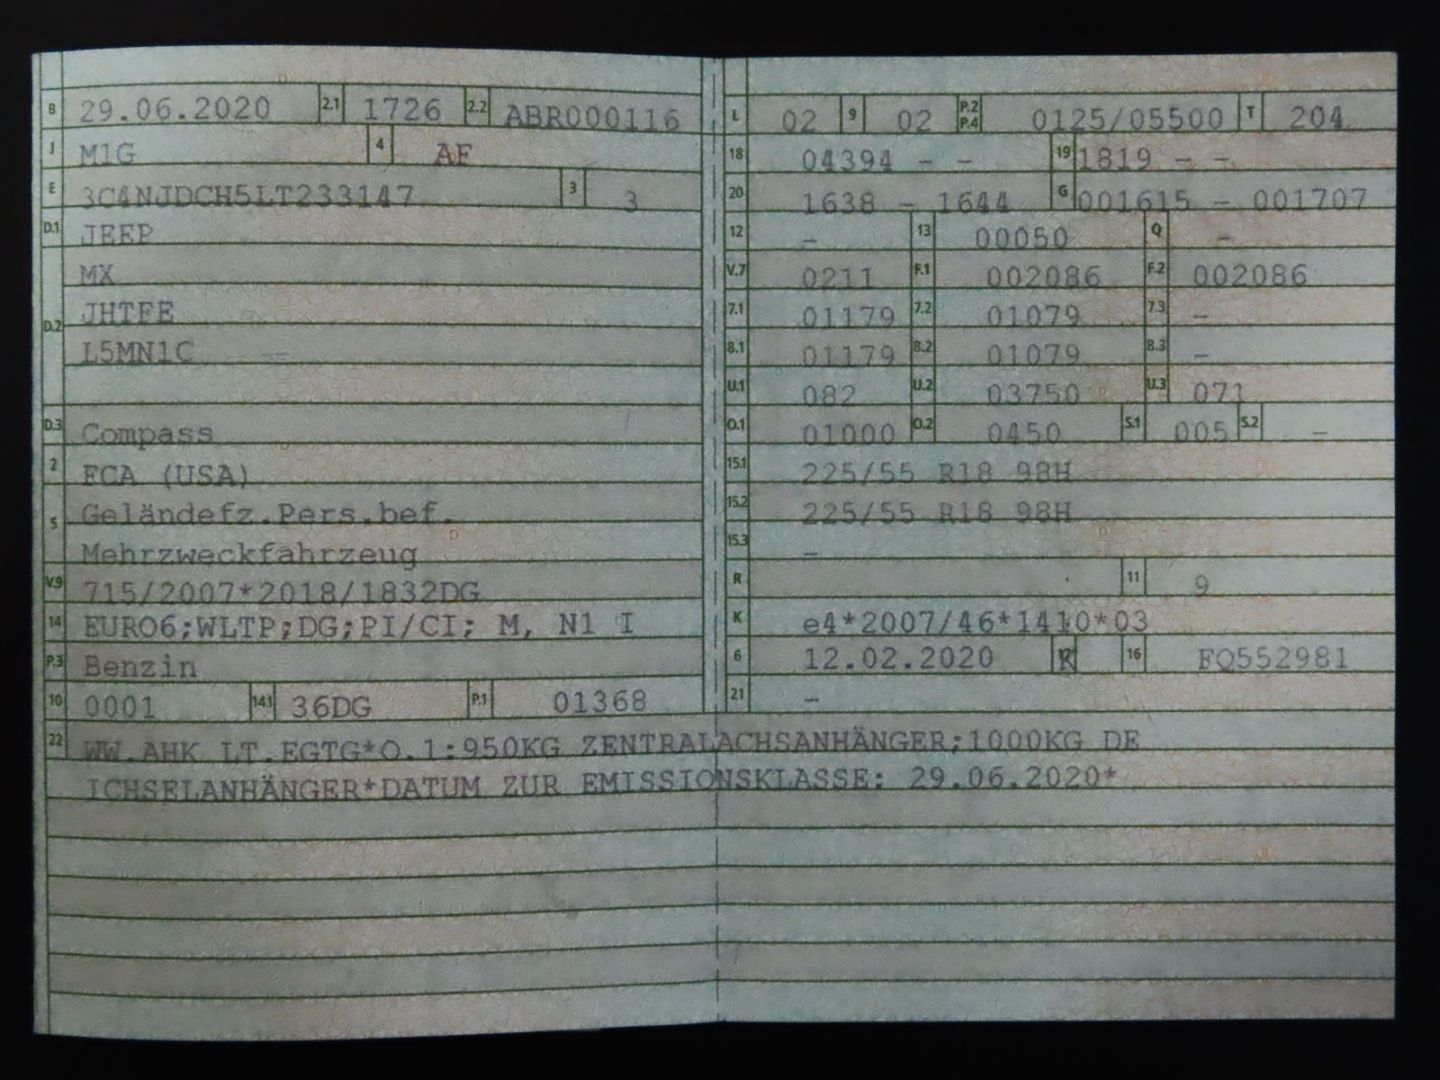 B 29.06.2020 2.1 1726 2.2 ABR000116
J M1G 4 AF
E 3C4NJDCH5LT233147 3 3
D.1 JEEP
MX
D.2 JHTFE
L5MN1C —
D.3 Compass
2 FCA (USA)
5 Geländefz.Pers.bef.
Mehrzweckfahrzeug
V.9 715/2007*2018/1832DG
14 EURO6;WLTP;DG;PI/CI; M, N1 I
P.3 Benzin
10 0001 14.1 36DG P.1 01368
L 02 9 02 P.2 P.4 0125/05500 T 204
18 04394 - - 19 1819 - -
20 1638 - 1644 G 001615 - 001707
12 - 13 00050 Q -
V.7 0211 F.1 002086 F.2 002086
7.1 01179 7.2 01079 7.3 -
8.1 01179 8.2 01079 8.3 -
U.1 082 U.2 03750 U.3 071
O.1 01000 O.2 0450 S.1 005 S.2 -
15.1 225/55 R18 98H
15.2 225/55 R18 98H
15.3 -
R 11 9
K e4*2007/46*1410*03
6 12.02.2020 17 K 16 FQ552981
21 -
22 WW.AHK LT.EGTG*O.1:950KG ZENTRALACHSANHÄNGER;1000KG DE
ICHSELANHÄNGER*DATUM ZUR EMISSIONSKLASSE: 29.06.2020*